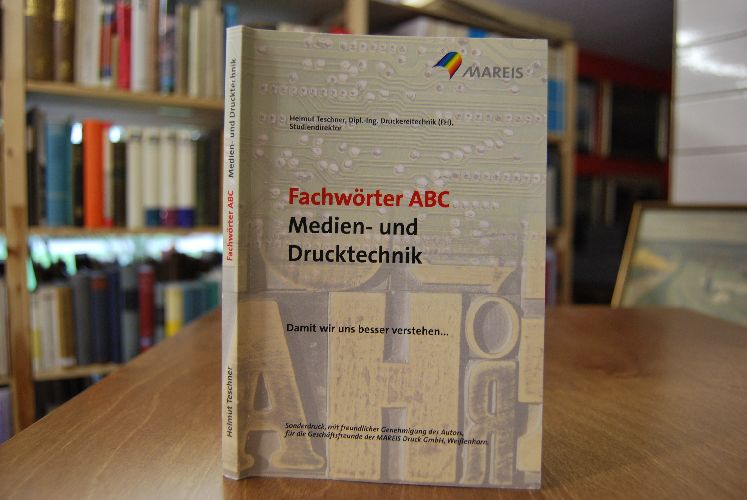 MAREIS
Helmut Teschner, Dipl.-Ing. Druckereitechnik (FH),
Studiendirektor
Fachwörter ABC
Medien- und
Drucktechnik
Damit wir uns besser verstehen...
Sonderdruck, mit freundlicher Genehmigung des Autors,
für die Geschäftsfreunde der MAREIS Druck GmbH, Weißenhorn.
Helmut Teschner Fachwörter ABC Medien- und Drucktechnik